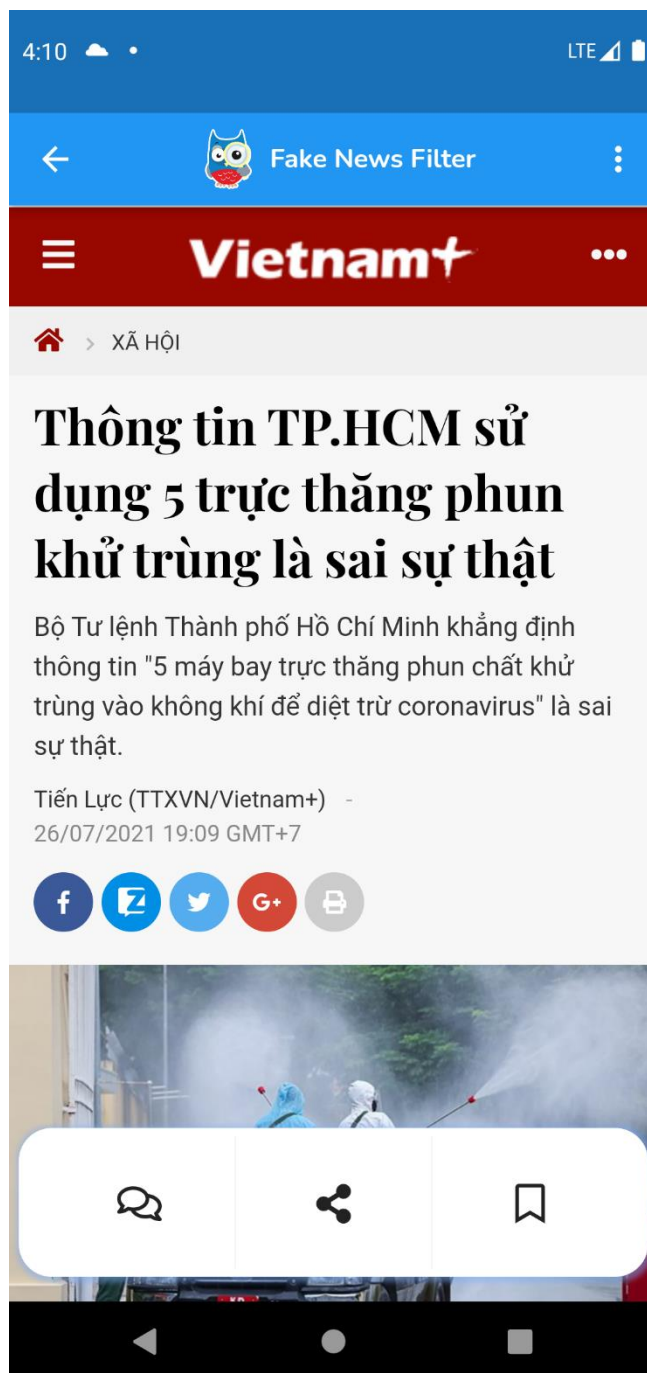 4:10
LTE
Fake News Filter
Vietnam+
XÃ HỘI
Thông tin TP.HCM sử
dụng 5 trực thăng phun
khử trùng là sai sự thật
Bộ Tư lệnh Thành phố Hồ Chí Minh khẳng định
thông tin "5 máy bay trực thăng phun chất khử
trùng vào không khí để diệt trừ coronavirus" là sai
sự thật.
Tiến Lực (TTXVN/Vietnam+) -
26/07/2021 19:09 GMT+7